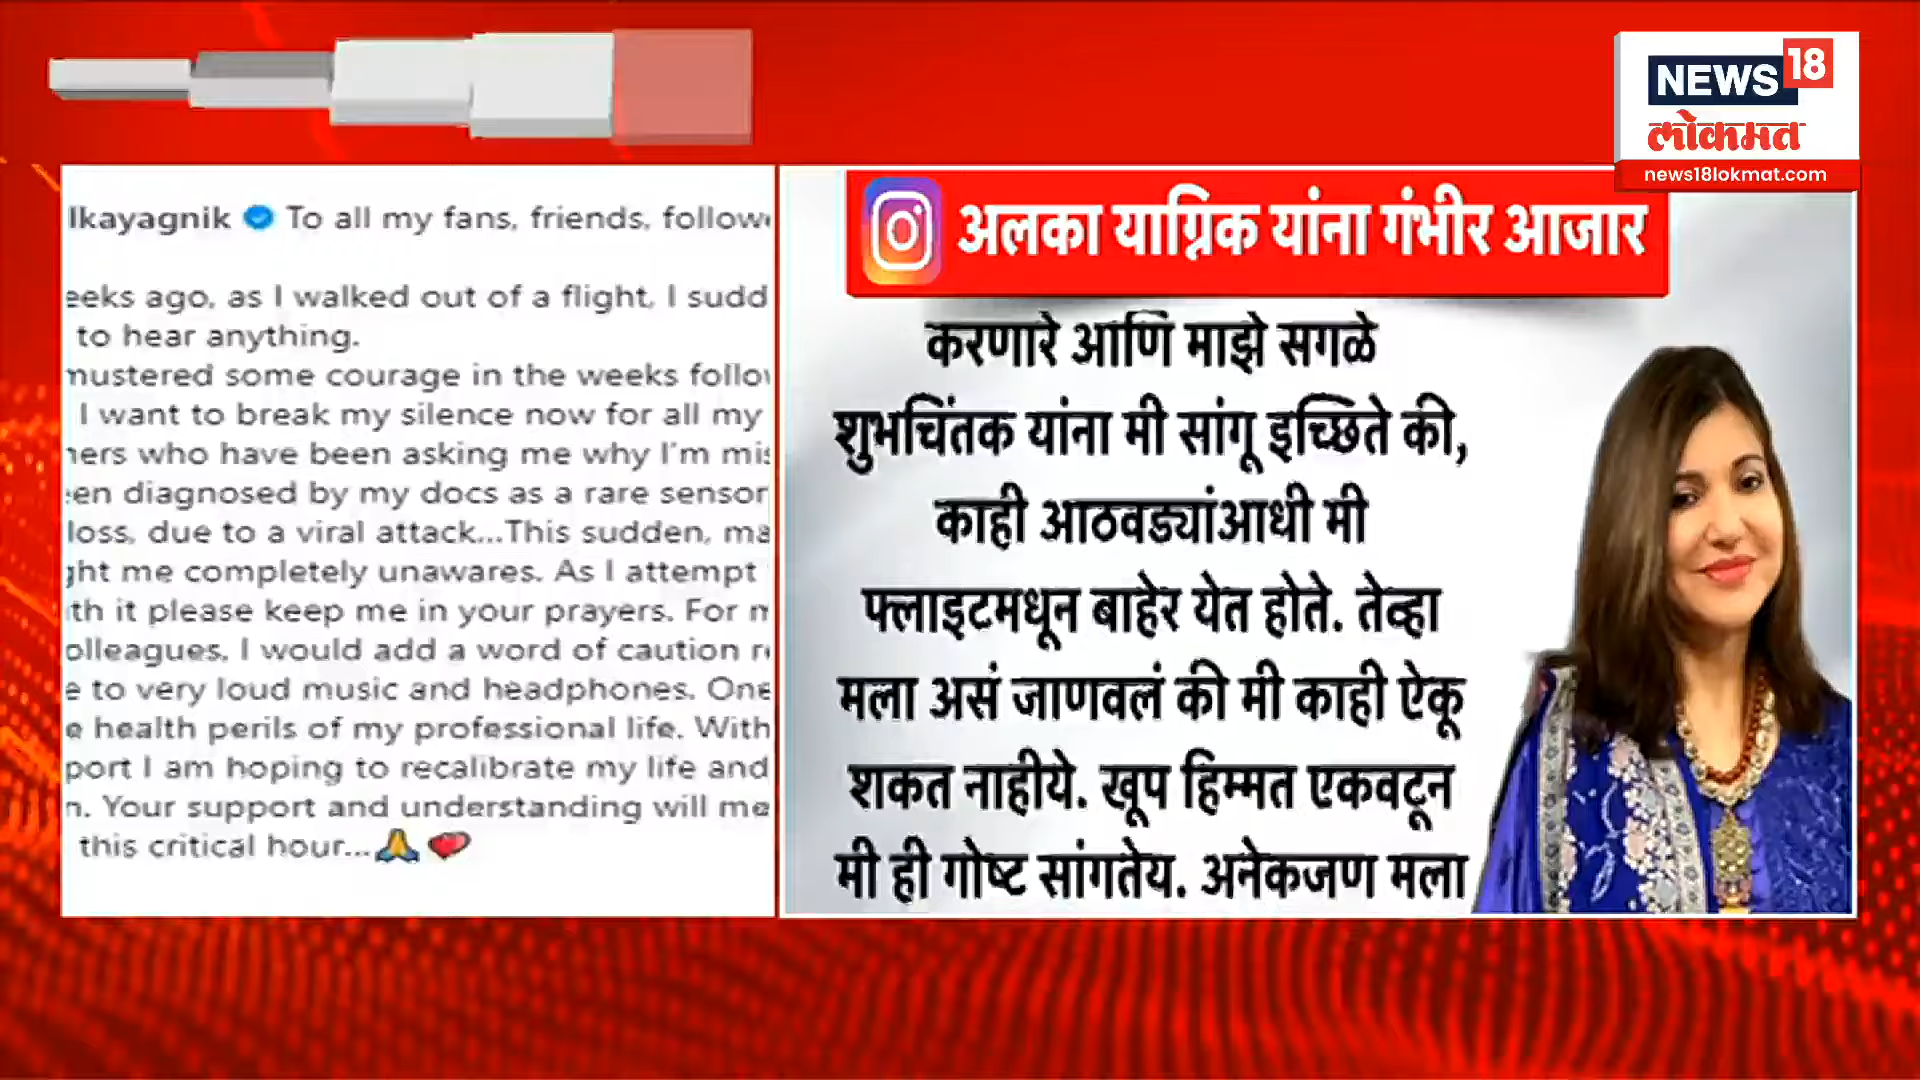 NEWS 18
लोकमत
news18lokmat.com
lkayagnik To all my fans, friends, follow
eeks ago, as I walked out of a flight, I sudd
to hear anything.
mustered some courage in the weeks follo
I want to break my silence now for all my
hers who have been asking me why I'm mis
en diagnosed by my docs as a rare sensor
loss, due to a viral attack...This sudden, ma
ght me completely unawares. As I attempt
th it please keep me in your prayers. For m
olleagues, I would add a word of caution r
e to very loud music and headphones. One
e health perils of my professional life. With
port I am hoping to recalibrate my life and
n. Your support and understanding will me
this critical hour...🙏❤️
अलका याग्निक यांना गंभीर आजार
करणारे आणि माझे सगळे
शुभचिंतक यांना मी सांगू इच्छिते की,
काही आठवड्यांआधी मी
फ्लाइटमधून बाहेर येत होते. तेव्हा
मला असं जाणवलं की मी काही ऐकू
शकत नाहीये. खूप हिम्मत एकवटून
मी ही गोष्ट सांगतेय. अनेकजण मला